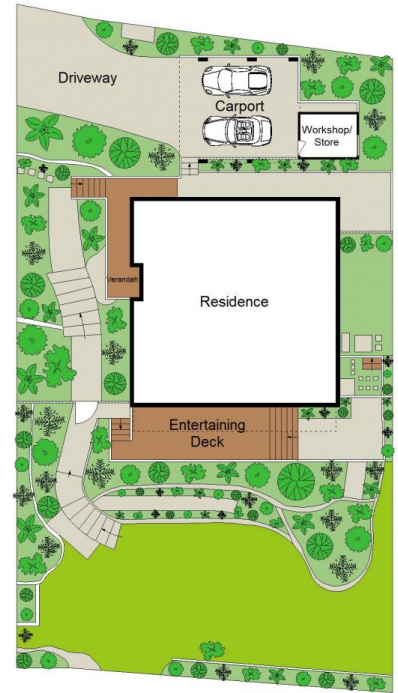 Driveway
Carport
Workshop/
Store
Verandah
Residence
Entertaining
Deck